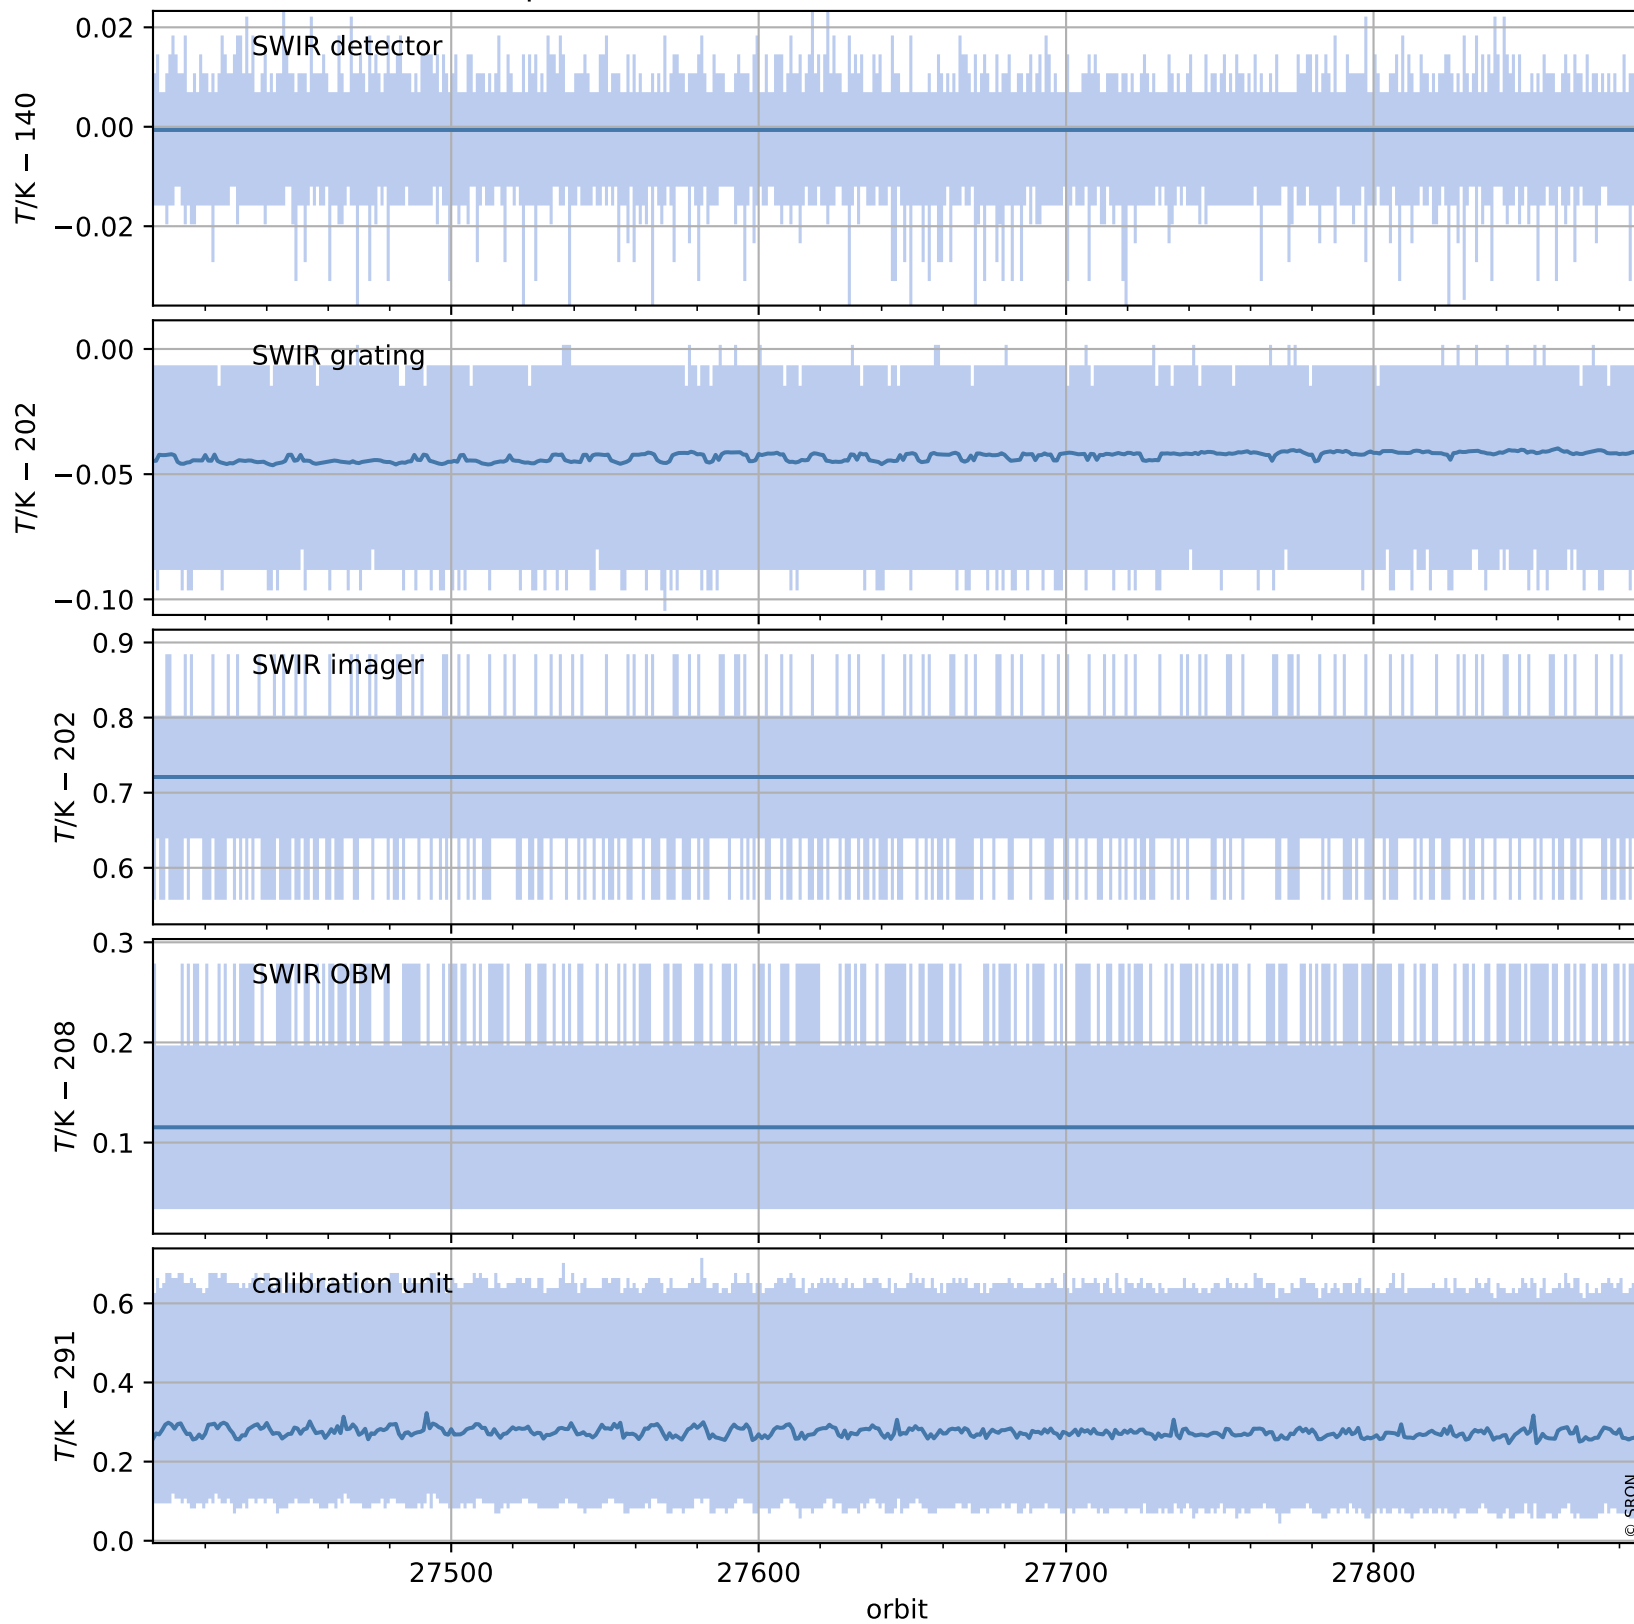 SWIR detector
T/K − 140
0.02
0.00
−0.02
SWIR grating
T/K − 202
0.00
−0.05
−0.10
SWIR imager
T/K − 202
0.9
0.8
0.7
0.6
SWIR OBM
T/K − 208
0.3
0.2
0.1
calibration unit
T/K − 291
0.6
0.4
0.2
0.0
© SRON
27500 27600 27700 27800
orbit